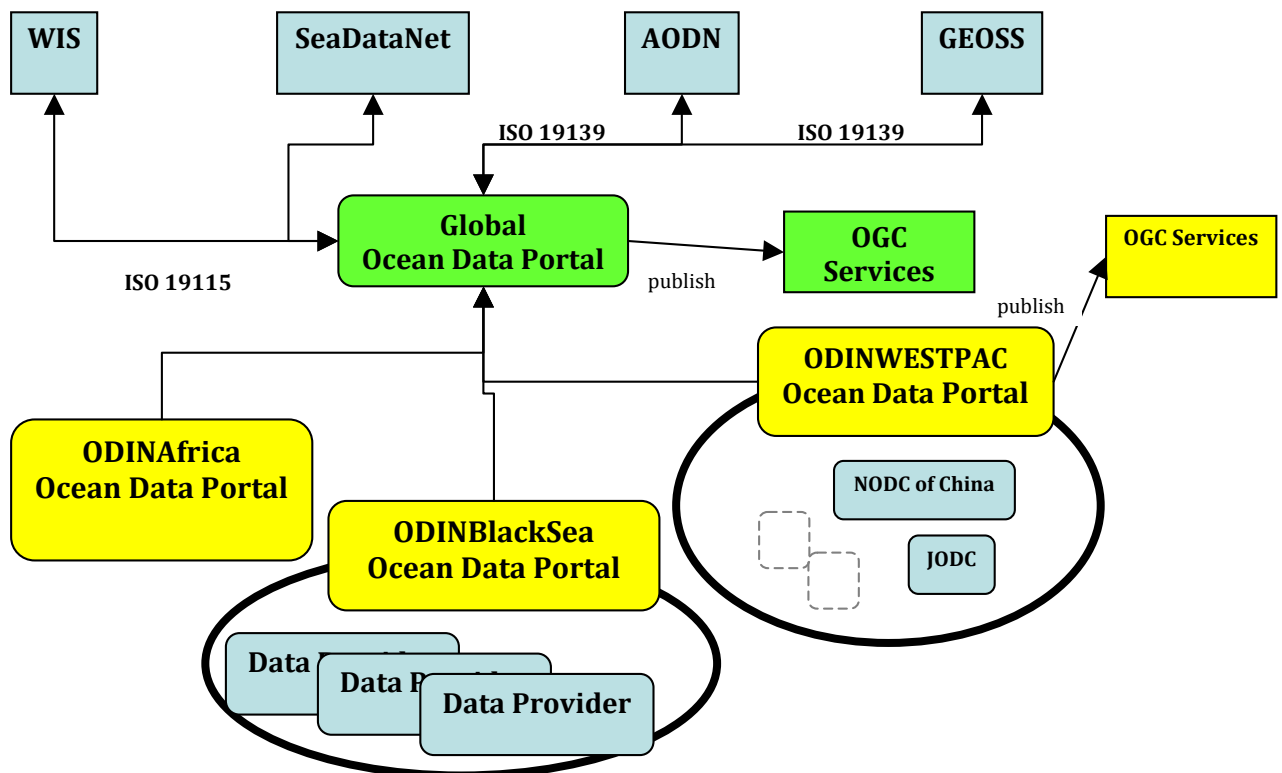 WIS
SeaDataNet
AODN
GEOSS
ISO 19139
ISO 19139
Global
Ocean Data Portal
OGC
Services
OGC Services
ISO 19115
publish
publish
ODINWESTPAC
Ocean Data Portal
ODINAfrica
Ocean Data Portal
NODC of China
ODINBlackSea
Ocean Data Portal
JODC
Data
Data
Data Provider